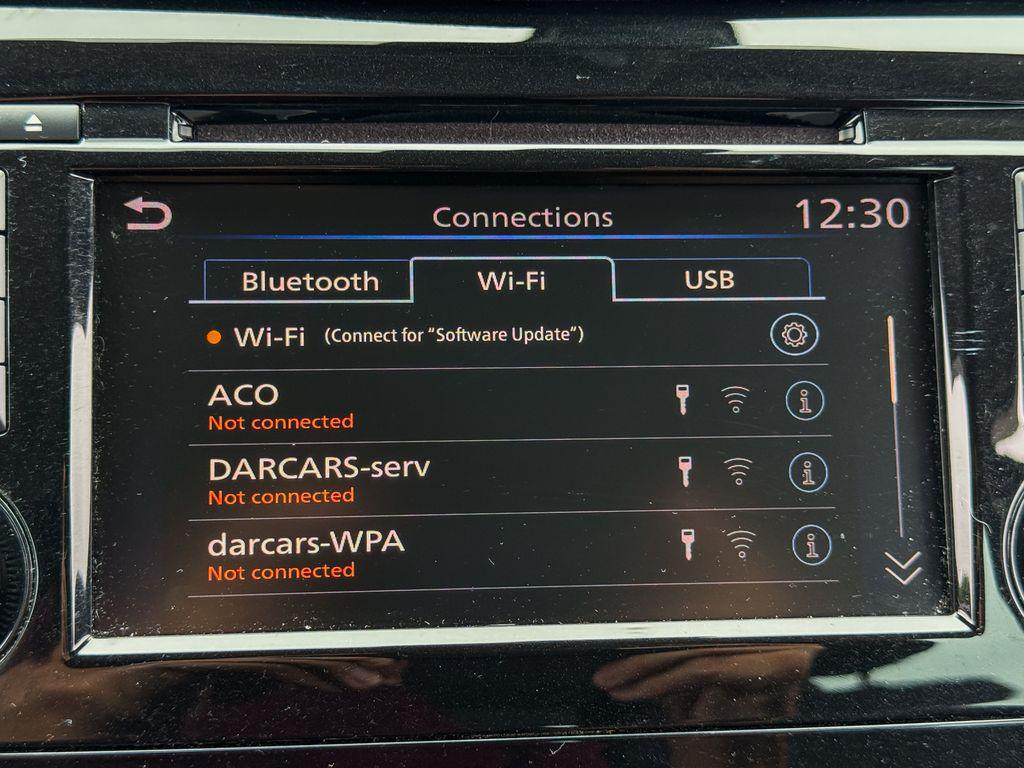 Connections
12:30
Bluetooth
Wi-Fi
USB
Wi-Fi (Connect for “Software Update”)
ACO
Not connected
DARCARS-serv
Not connected
darcars-WPA
Not connected